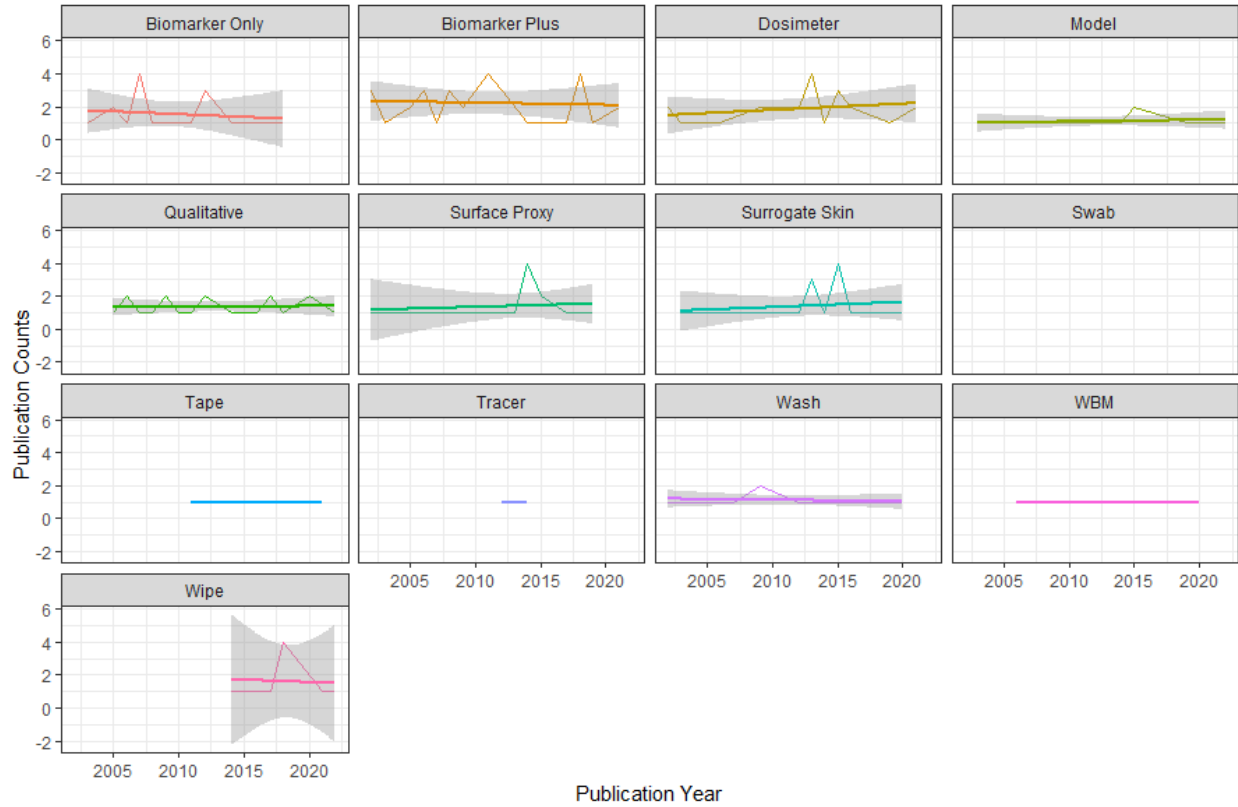 Biomarker Only Biomarker Plus Dosimeter Model
6
4
2
0
-2
Qualitative Surface Proxy Surrogate Skin Swab
6
4
2
0
-2
Publication Counts
Tape Tracer Wash WBM
6
4
2
0
-2
2005 2010 2015 2020 2005 2010 2015 2020 2005 2010 2015 2020
Wipe
6
4
2
0
-2
2005 2010 2015 2020
Publication Year